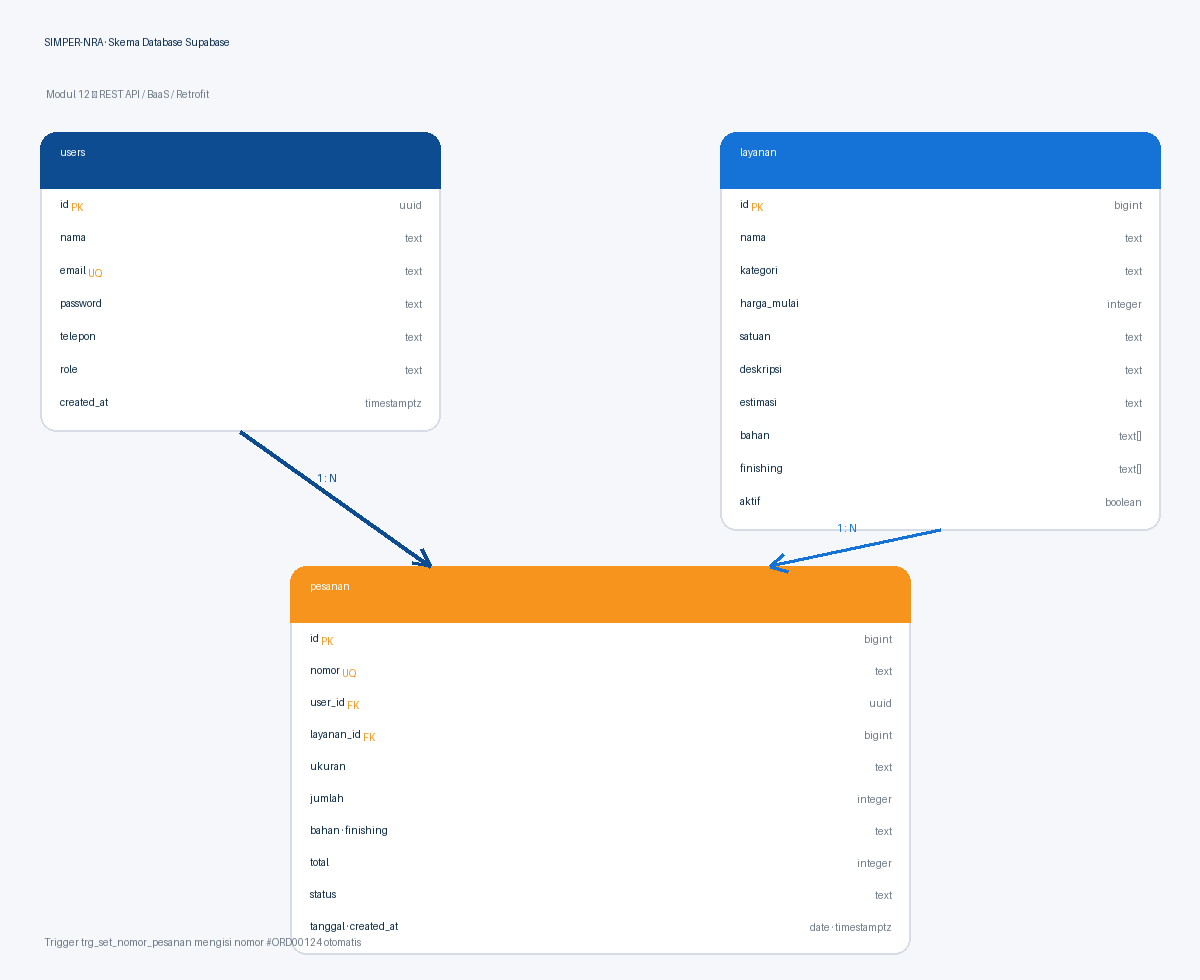 SIMPER-NRA · Skema Database Supabase
Modul 12 REST API / BaaS / Retrofit
users
id PK uuid
nama text
email UQ text
password text
telepon text
role text
created_at timestamptz
layanan
id PK bigint
nama text
kategori text
harga_mulai integer
satuan text
deskripsi text
estimasi text
bahan text[]
finishing text[]
aktif boolean
1 : N
1 : N
pesanan
id PK bigint
nomor UQ text
user_id FK uuid
layanan_id FK bigint
ukuran text
jumlah integer
bahan · finishing text
total integer
status text
tanggal · created_at date · timestamptz
Trigger trg_set_nomor_pesanan mengisi nomor #ORD00124 otomatis